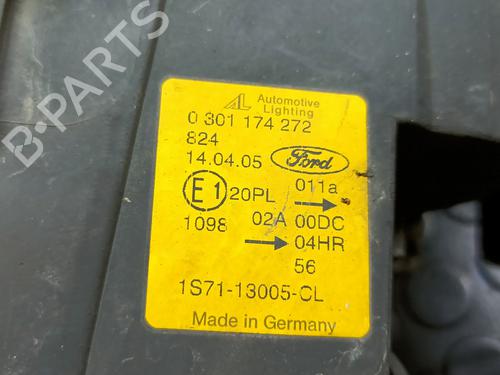 B-PARTS
AL Automotive
Lighting
0 301 174 272
824
14.04.05 Ford
E1 20PL 011a
1098 02A 00DC
04HR
56
1S71-13005-CL
Made in Germany